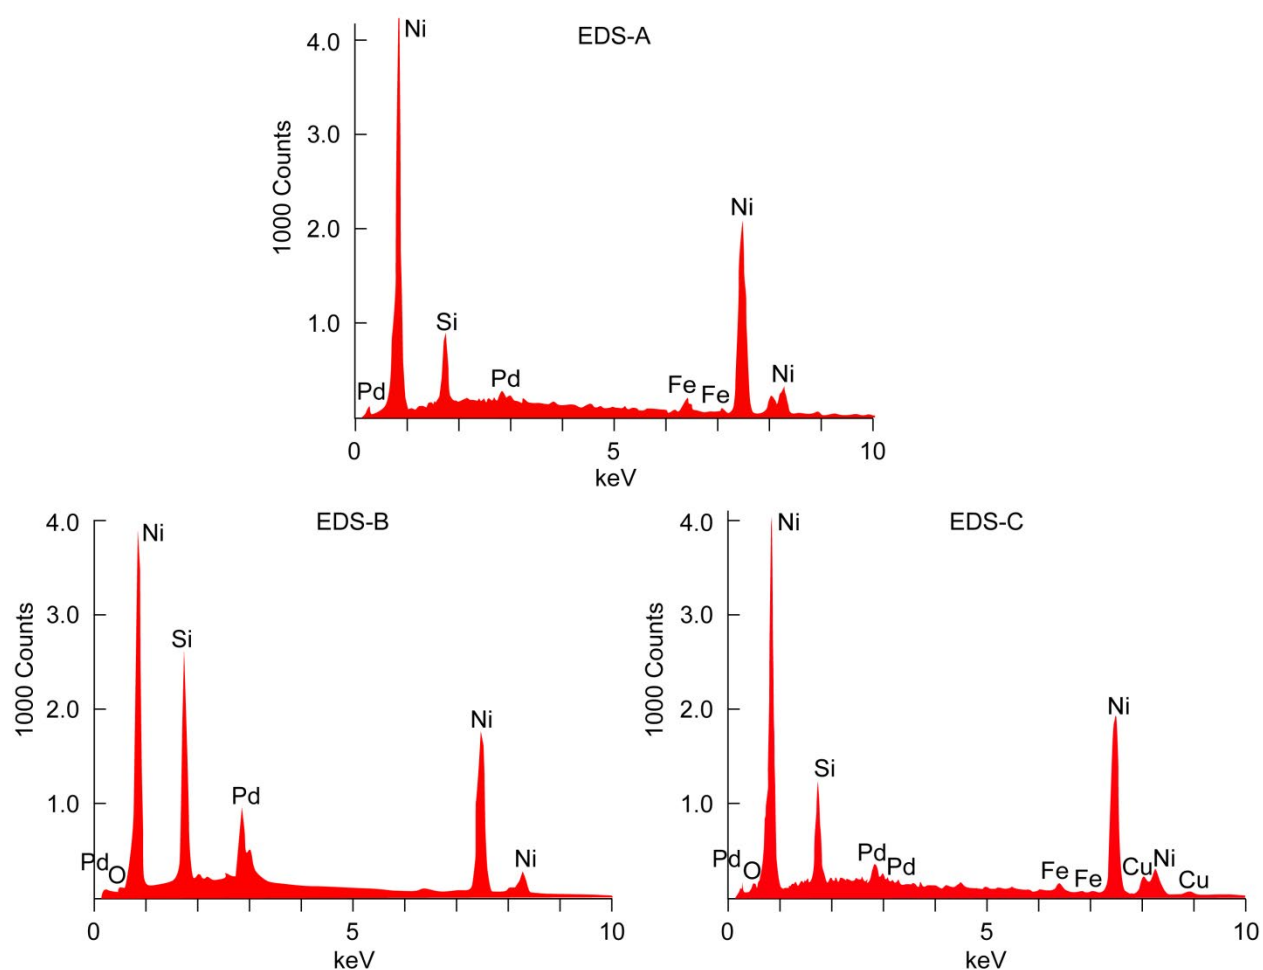 EDS-A
4.0
3.0
2.0
1.0
1000 Counts
Ni
Pd
Si
Pd
Fe
Fe
Ni
Ni
0
5
10
keV
EDS-B
4.0
3.0
2.0
1.0
1000 Counts
Ni
Si
Pd
Pd
O
Ni
Ni
0
5
10
keV
EDS-C
4.0
3.0
2.0
1.0
1000 Counts
Ni
Si
Pd
O
Pd
Pd
Fe
Fe
Ni
Cu
Ni
Cu
0
5
10
keV